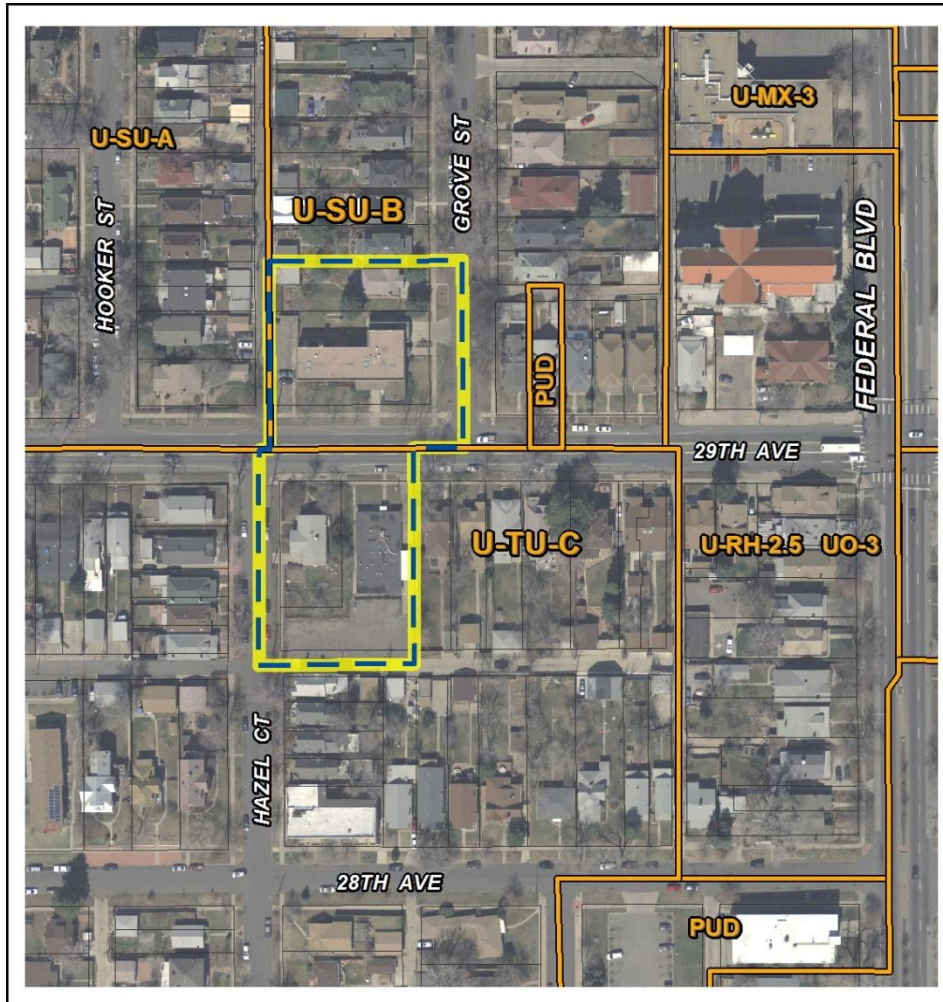 U-MX-3
U-SU-A
GROVE ST
U-SU-B
HOOKER ST
FEDERAL BLVD
PUD
29TH AVE
U-TU-C
U-RH-2.5 UO-3
HAZEL CT
28TH AVE
PUD